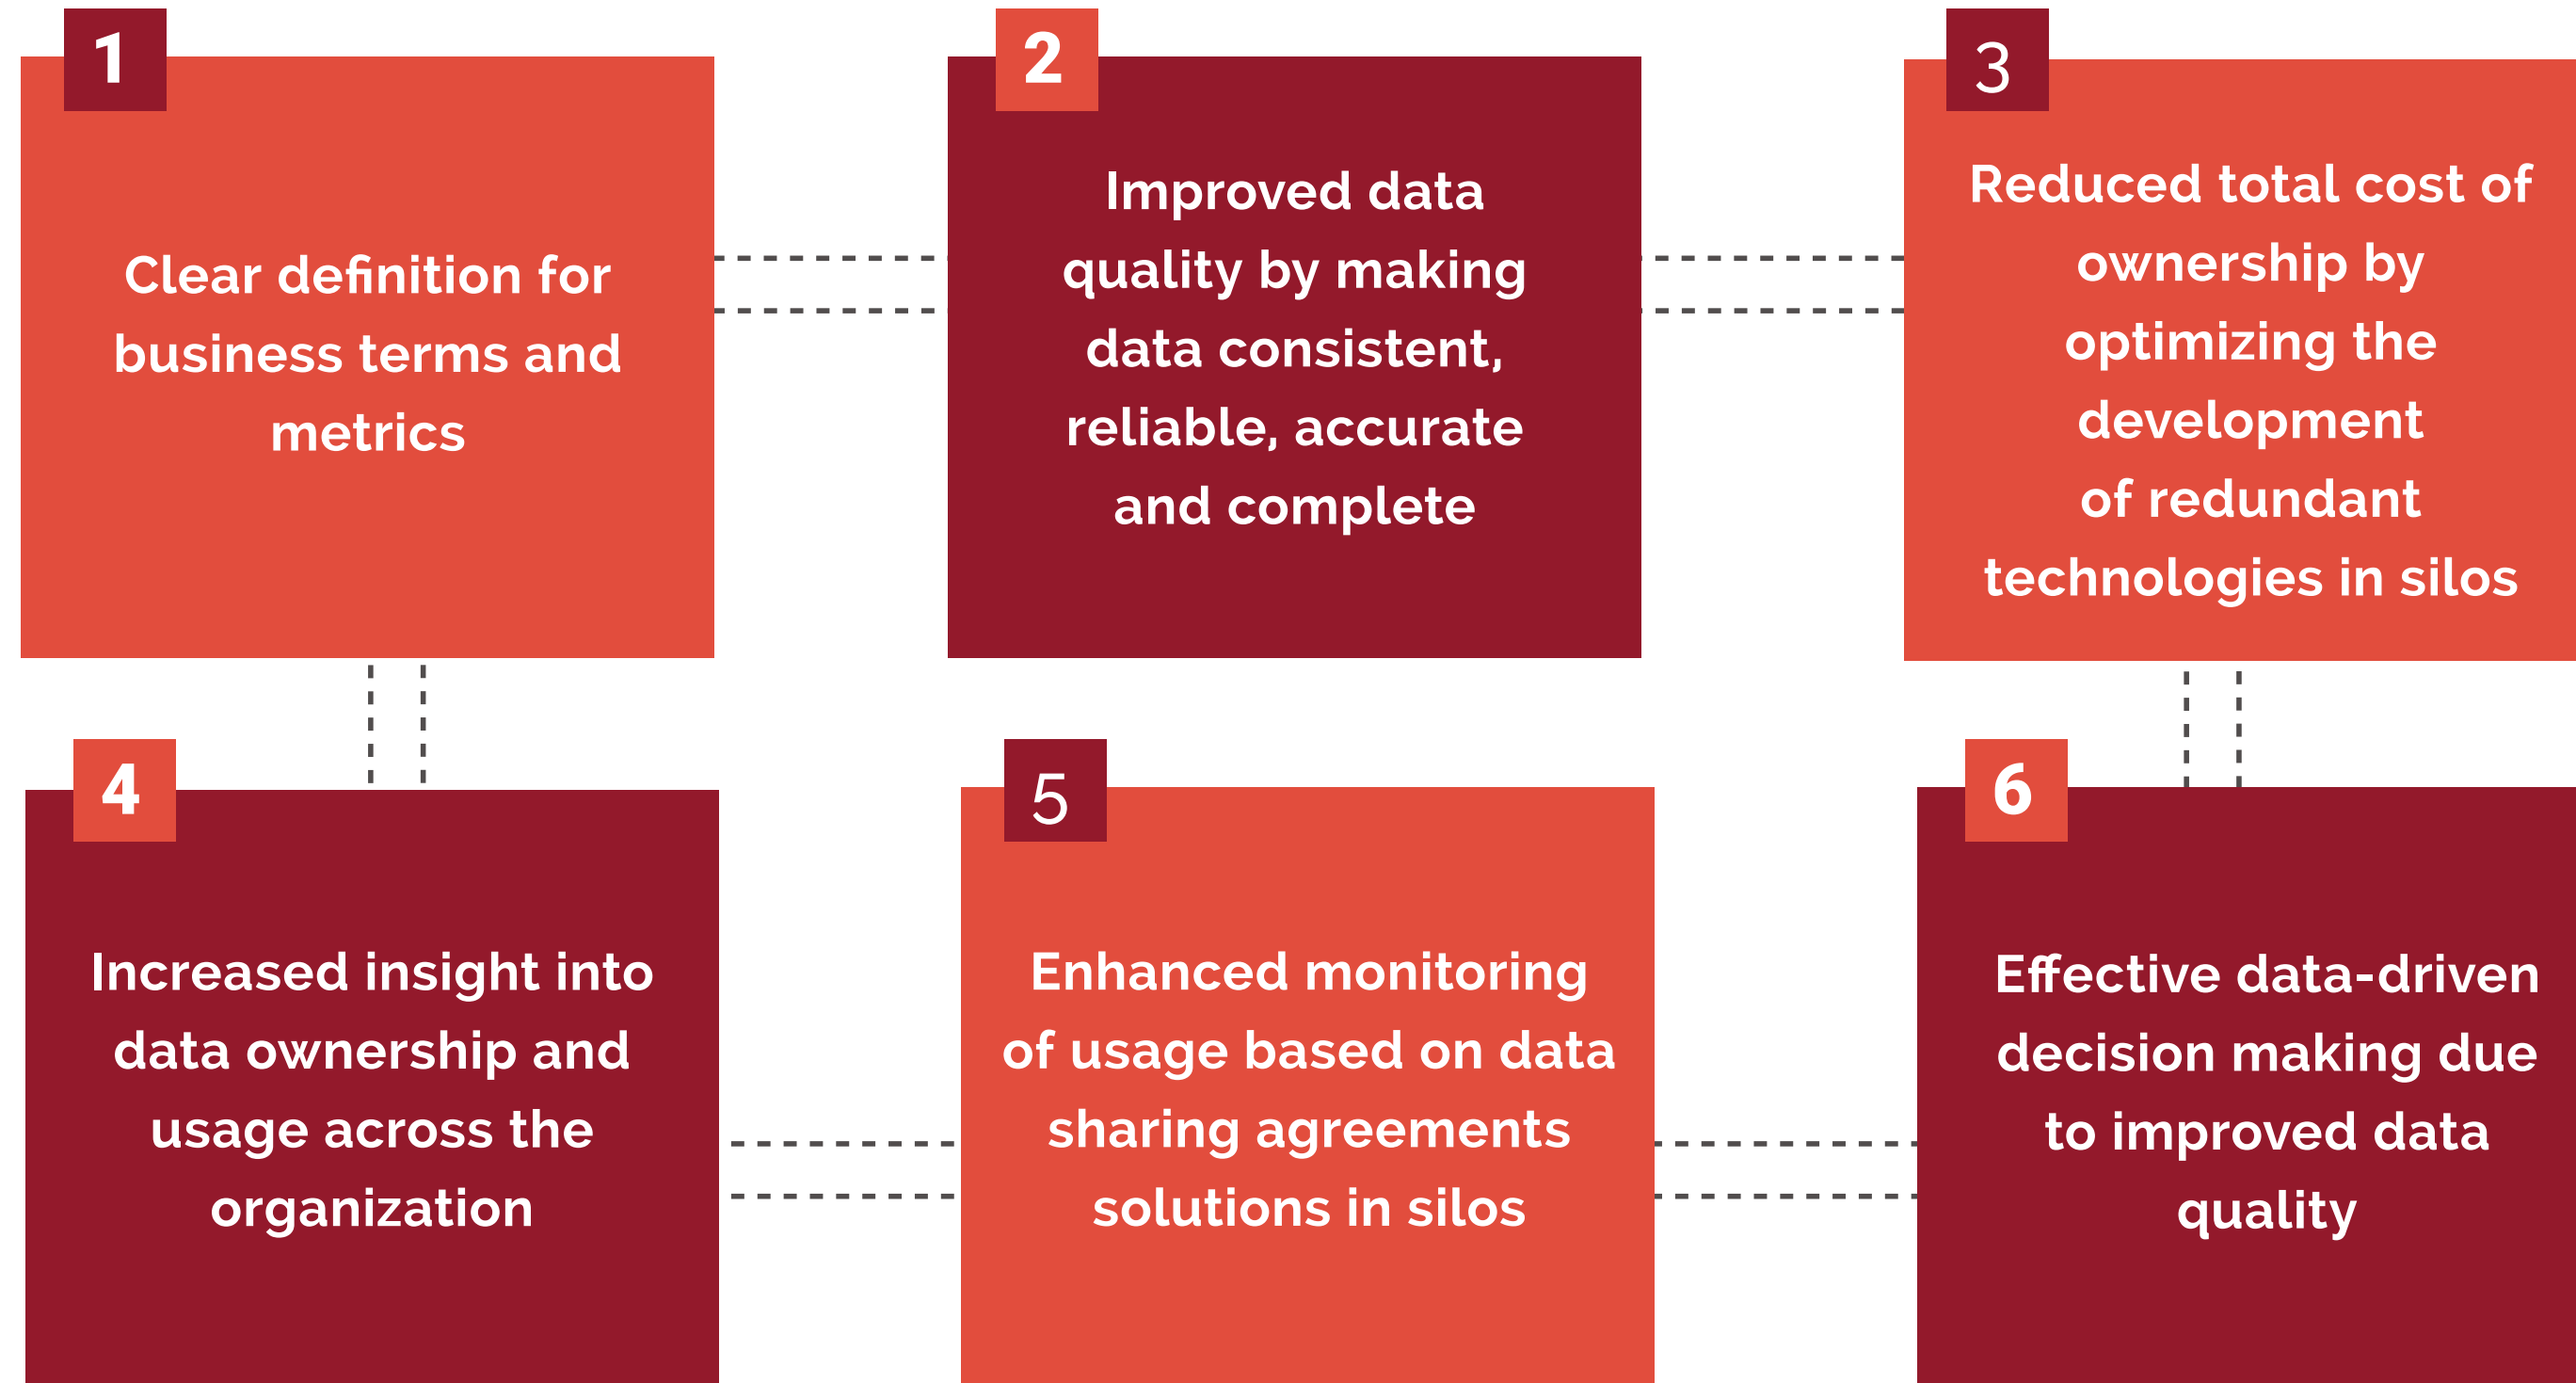 1
Clear definition for
business terms and
metrics
2
Improved data
quality by making
data consistent,
reliable, accurate
and complete
3
Reduced total cost of
ownership by
optimizing the
development
of redundant
technologies in silos
4
Increased insight into
data ownership and
usage across the
organization
5
Enhanced monitoring
of usage based on data
sharing agreements
solutions in silos
6
Effective data-driven
decision making due
to improved data
quality